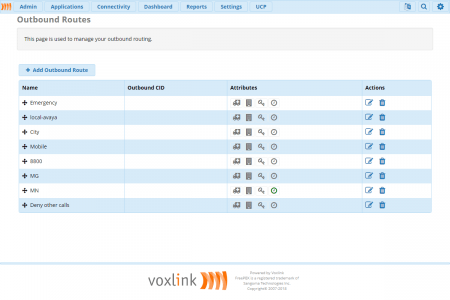 Admin Applications Connectivity Dashboard Reports Settings UCP
Outbound Routes
This page is used to manage your outbound routing.
+ Add Outbound Route
Name Outbound CID Attributes Actions
Emergency
local-avaya
City
Mobile
8800
MG
MN
Deny other calls
voxlink
Powered by Voxlink,
FreePBX is a registered trademark of
Sangoma Technologies Inc.
Copyright© 2007-2018